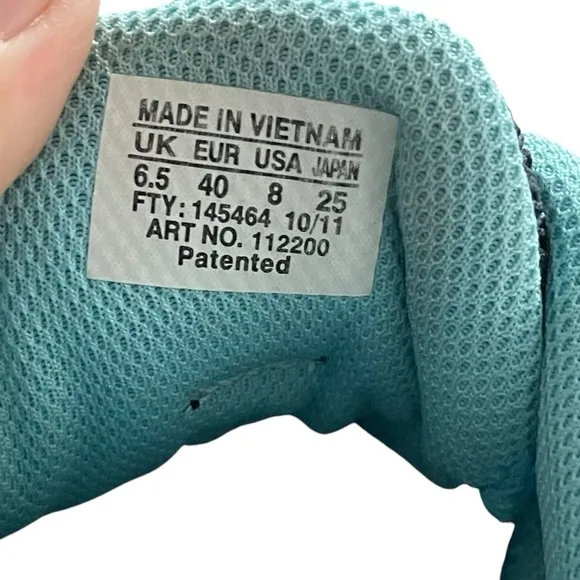 MADE IN VIETNAM
UK EUR USA JAPAN
6.5 40 8 25
FTY: 145464 10/11
ART NO. 112200
Patented